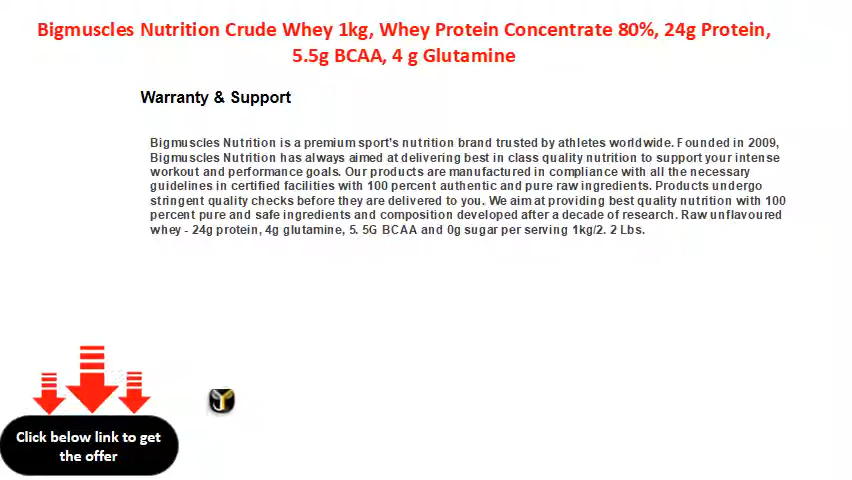 Bigmuscles Nutrition Crude Whey 1kg, Whey Protein Concentrate 80%, 24g Protein,
5.5g BCAA, 4 g Glutamine
Warranty & Support
Bigmuscles Nutrition is a premium sport's nutrition brand trusted by athletes worldwide. Founded in 2009,
Bigmuscles Nutrition has always aimed at delivering best in class quality nutrition to support your intense
workout and performance goals. Our products are manufactured in compliance with all the necessary
guidelines in certified facilities with 100 percent authentic and pure raw ingredients. Products undergo
stringent quality checks before they are delivered to you. We aim at providing best quality nutrition with 100
percent pure and safe ingredients and composition developed after a decade of research. Raw unflavoured
whey - 24g protein, 4g glutamine, 5. 5G BCAA and 0g sugar per serving 1kg/2. 2 Lbs.
Click below link to get
the offer